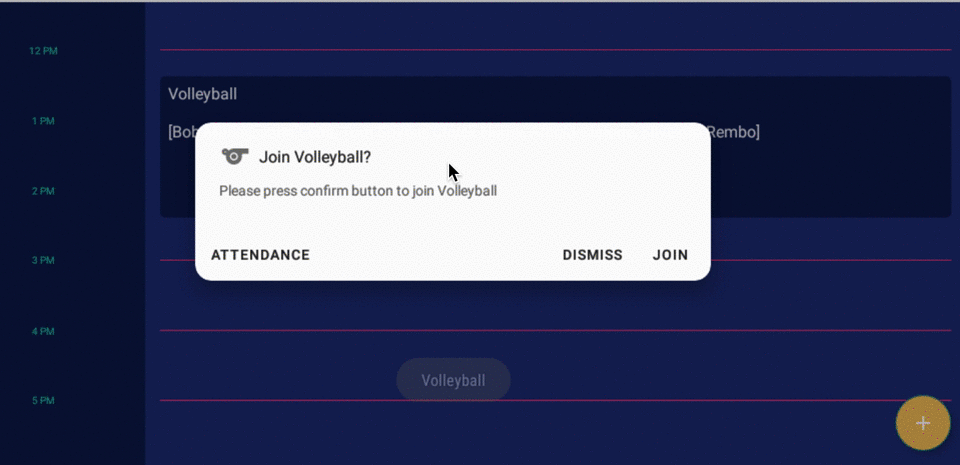 12 PM
Volleyball
1 PM
[Bob Rembo]
Join Volleyball?
Please press confirm button to join Volleyball
2 PM
ATTENDANCE DISMISS JOIN
3 PM
4 PM
Volleyball
5 PM
+